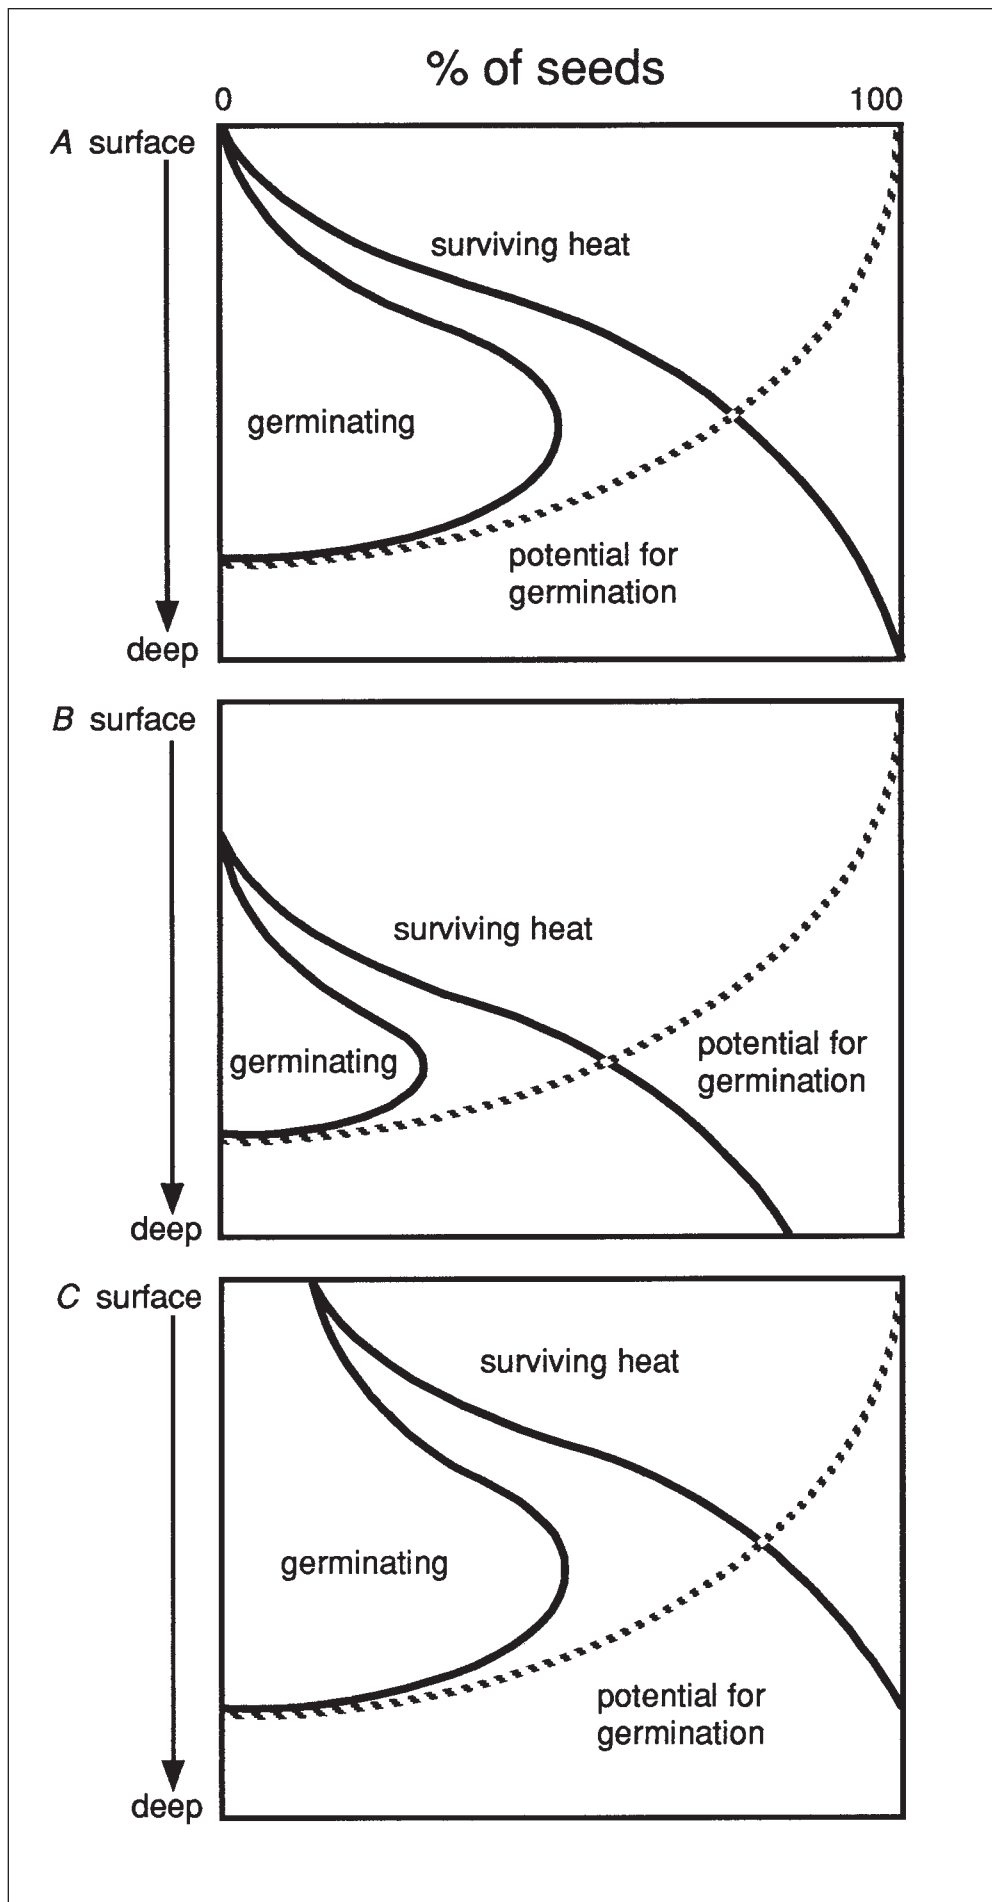 % of seeds
0 100
A surface
surviving heat
germinating
potential for
germination
deep
B surface
surviving heat
potential for
germinating
germination
deep
C surface
surviving heat
germinating
potential for
germination
deep